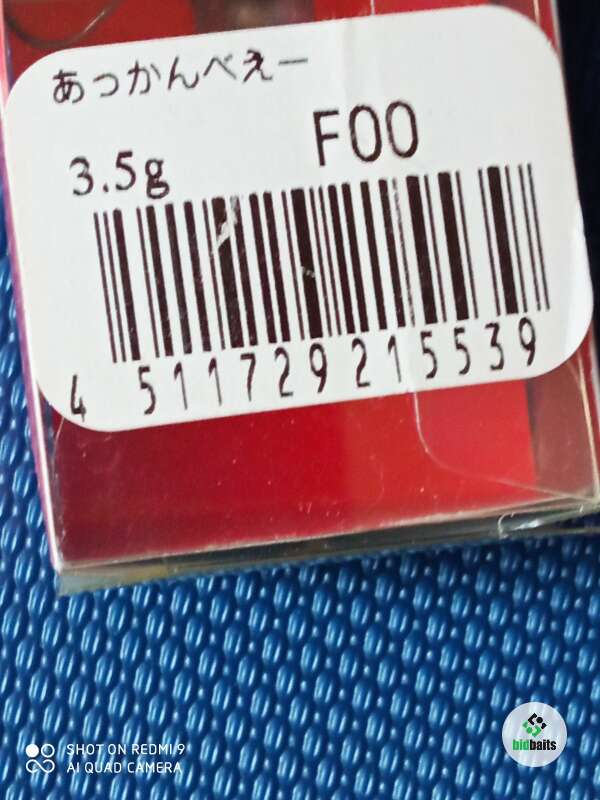 あっかんべえー
FOO
3.5g
4 511729 215539
SHOT ON REDMI 9
AI QUAD CAMERA
bidbaits